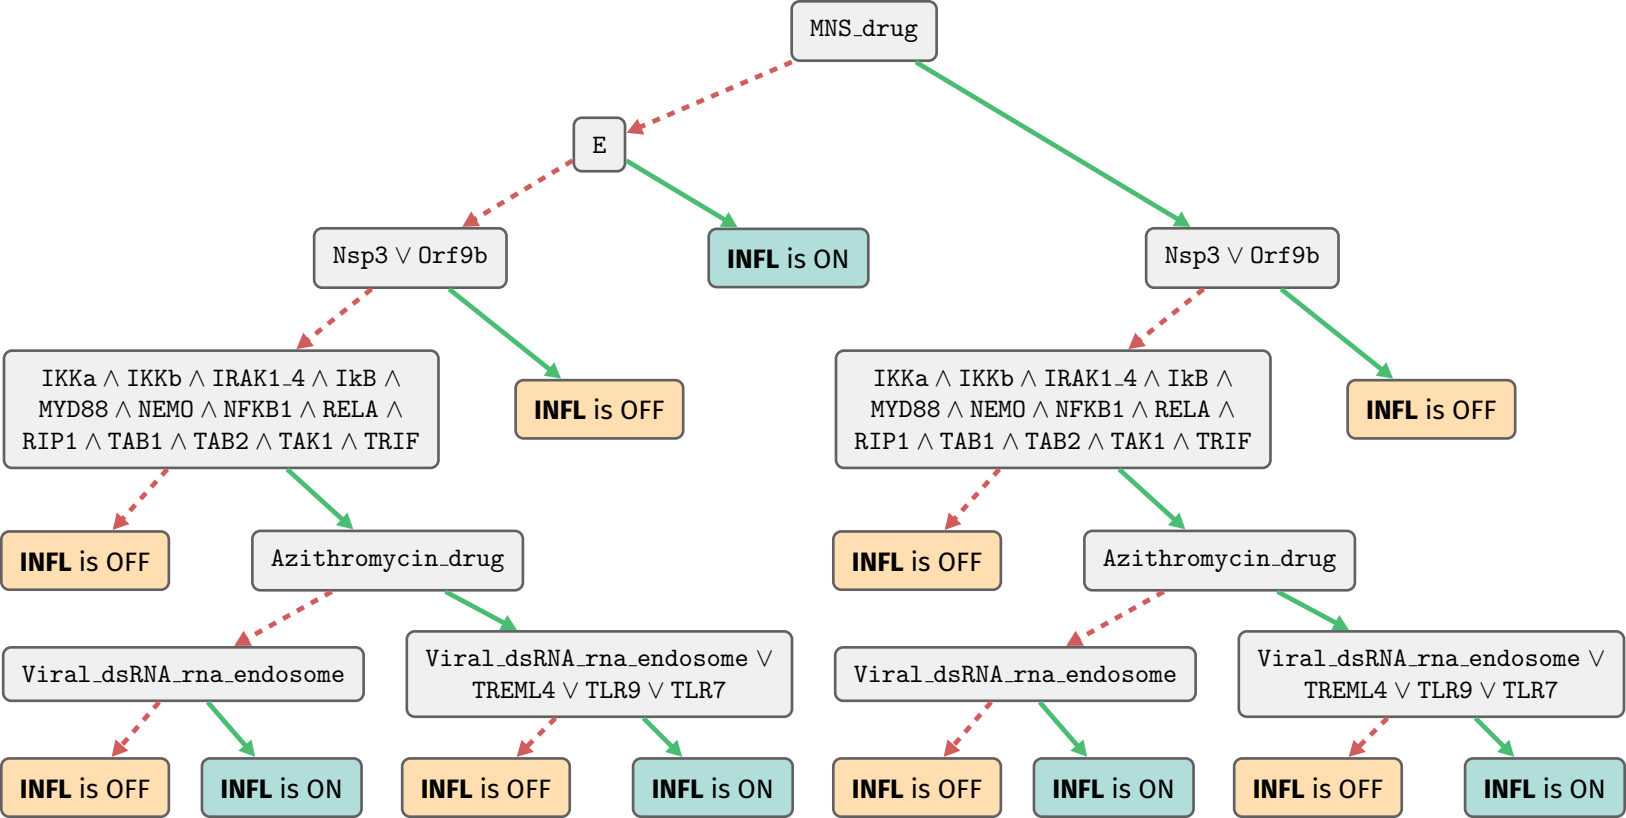 MNS_drug
E
Nsp3 ∨ Orf9b
INFL is ON
Nsp3 ∨ Orf9b
IKKa ∧ IKKb ∧ IRAK1_4 ∧ IkB ∧
MYD88 ∧ NEMO ∧ NFKB1 ∧ RELA ∧
RIP1 ∧ TAB1 ∧ TAB2 ∧ TAK1 ∧ TRIF
INFL is OFF
IKKa ∧ IKKb ∧ IRAK1_4 ∧ IkB ∧
MYD88 ∧ NEMO ∧ NFKB1 ∧ RELA ∧
RIP1 ∧ TAB1 ∧ TAB2 ∧ TAK1 ∧ TRIF
INFL is OFF
INFL is OFF
Azithromycin_drug
INFL is OFF
Azithromycin_drug
Viral_dsRNA_rna_endosome
Viral_dsRNA_rna_endosome ∨
TREML4 ∨ TLR9 ∨ TLR7
Viral_dsRNA_rna_endosome
Viral_dsRNA_rna_endosome ∨
TREML4 ∨ TLR9 ∨ TLR7
INFL is OFF
INFL is ON
INFL is OFF
INFL is ON
INFL is OFF
INFL is ON
INFL is OFF
INFL is ON